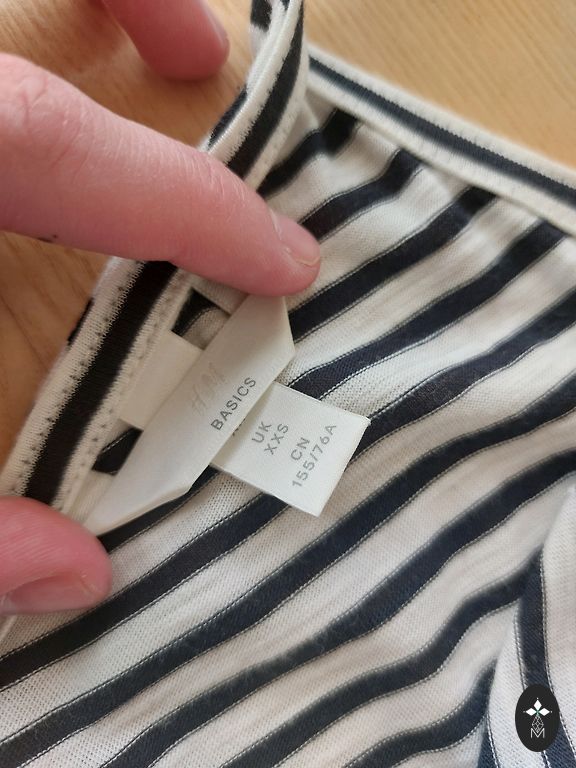 H&M
BASICS
UK
XXS
CN
155/76A
M